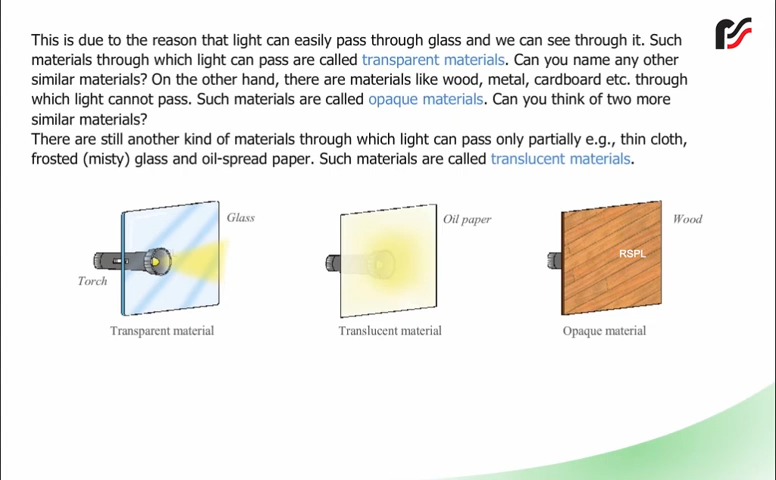 This is due to the reason that light can easily pass through glass and we can see through it. Such
materials through which light can pass are called transparent materials. Can you name any other
similar materials? On the other hand, there are materials like wood, metal, cardboard etc. through
which light cannot pass. Such materials are called opaque materials. Can you think of two more
similar materials?
There are still another kind of materials through which light can pass only partially e.g., thin cloth,
frosted (misty) glass and oil-spread paper. Such materials are called translucent materials.
Glass
Torch
Transparent material
Oil paper
Translucent material
Wood
RSPL
Opaque material